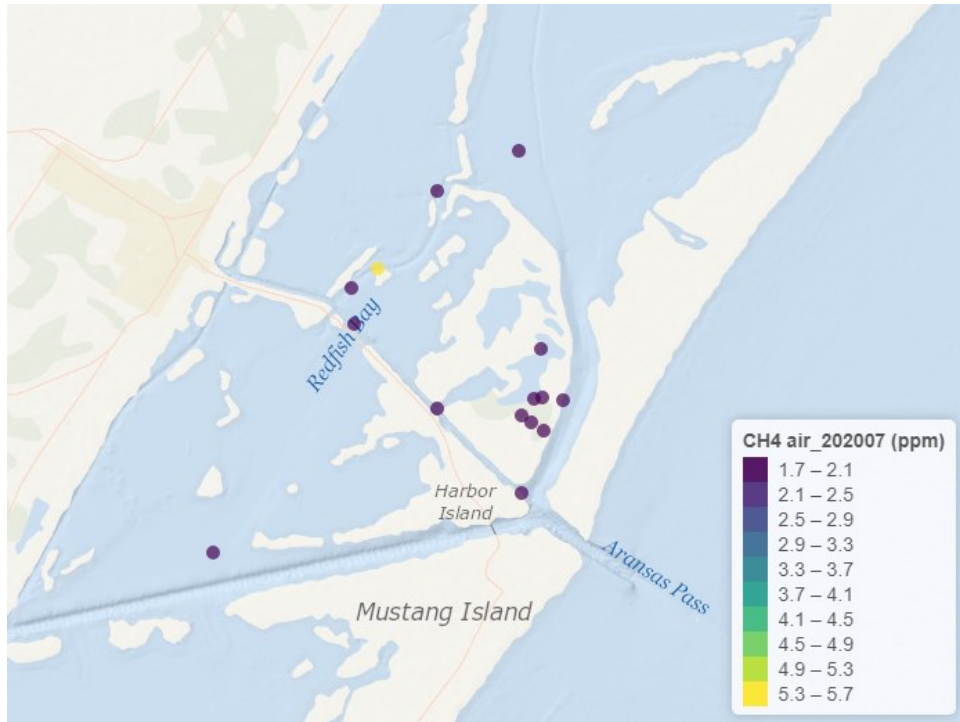 Redfish Bay
Harbor
Island
Aransas Pass
Mustang Island
CH4 air_202007 (ppm)
1.7 – 2.1
2.1 – 2.5
2.5 – 2.9
2.9 – 3.3
3.3 – 3.7
3.7 – 4.1
4.1 – 4.5
4.5 – 4.9
4.9 – 5.3
5.3 – 5.7